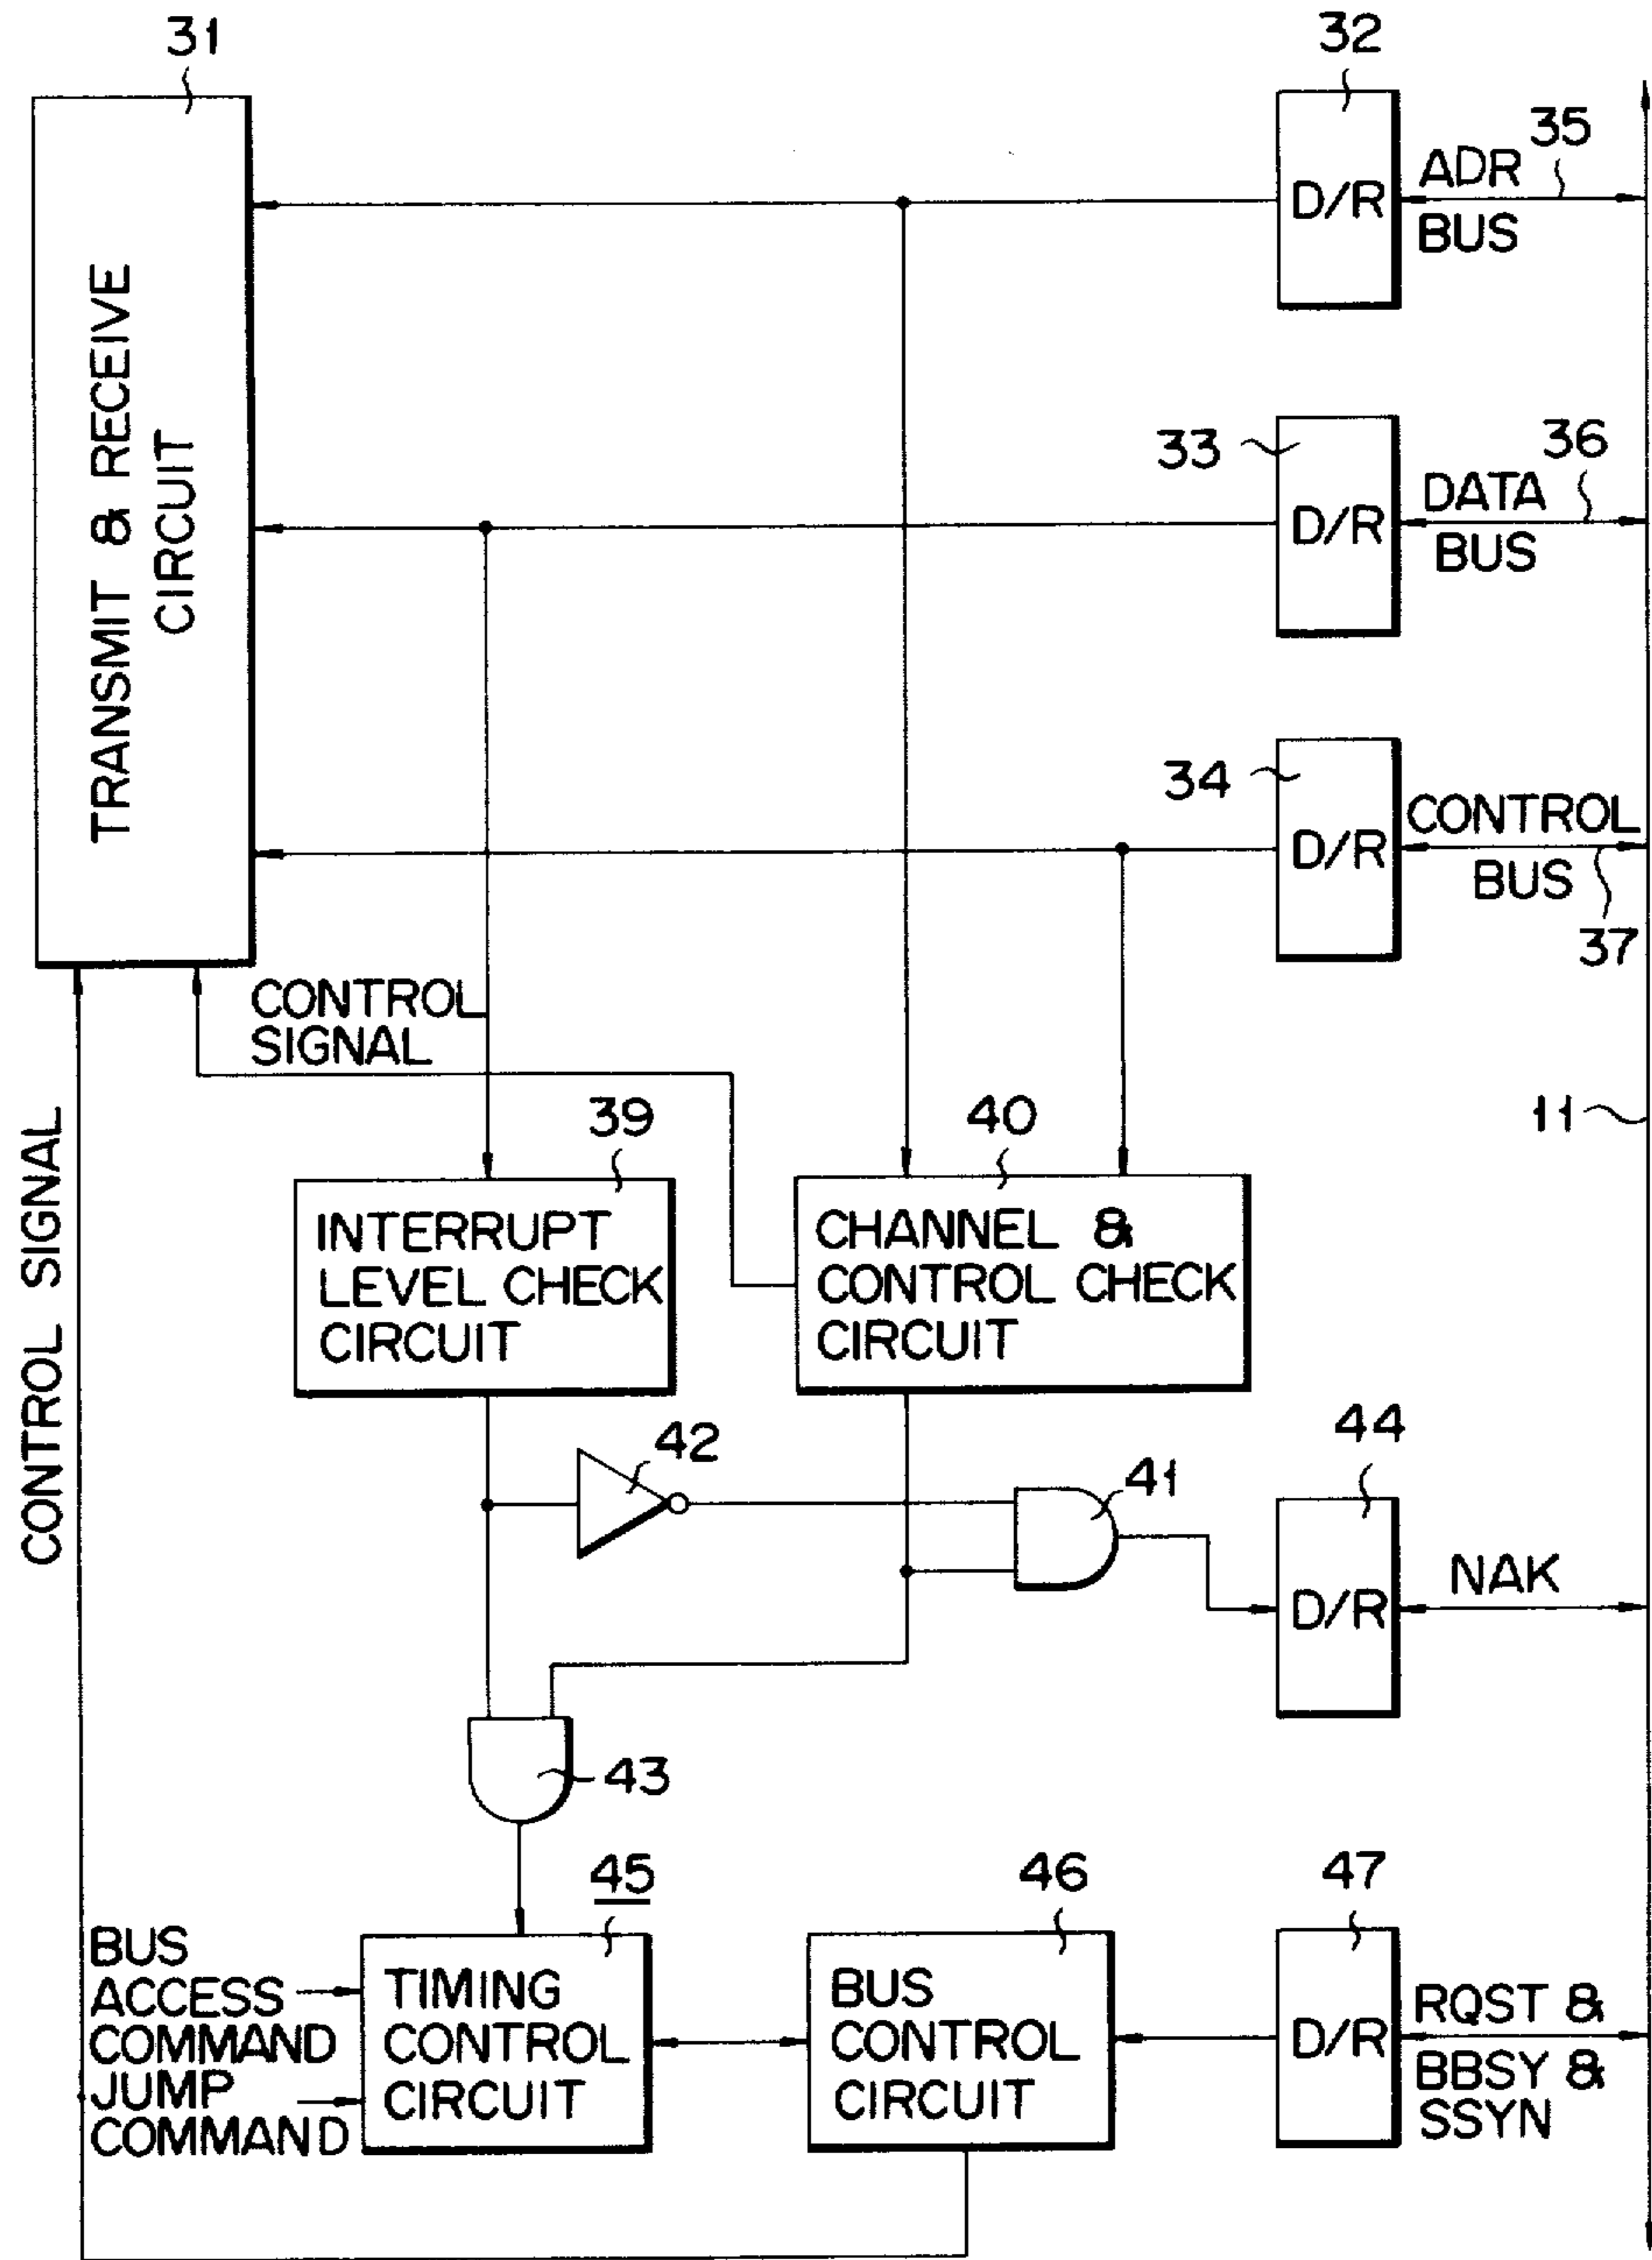 31
32
35
ADR
D/R
BUS
TRANSMIT & RECEIVE
CIRCUIT
33
36
DATA
D/R
BUS
34
CONTROL
D/R
BUS
37
CONTROL
SIGNAL
11
39
40
CONTROL SIGNAL
INTERRUPT
LEVEL CHECK
CIRCUIT
CHANNEL &
CONTROL CHECK
CIRCUIT
42
41
44
NAK
D/R
43
45
46
47
BUS
ACCESS
COMMAND
JUMP
COMMAND
TIMING
CONTROL
CIRCUIT
BUS
CONTROL
CIRCUIT
D/R
RQST &
BBSY &
SSYN